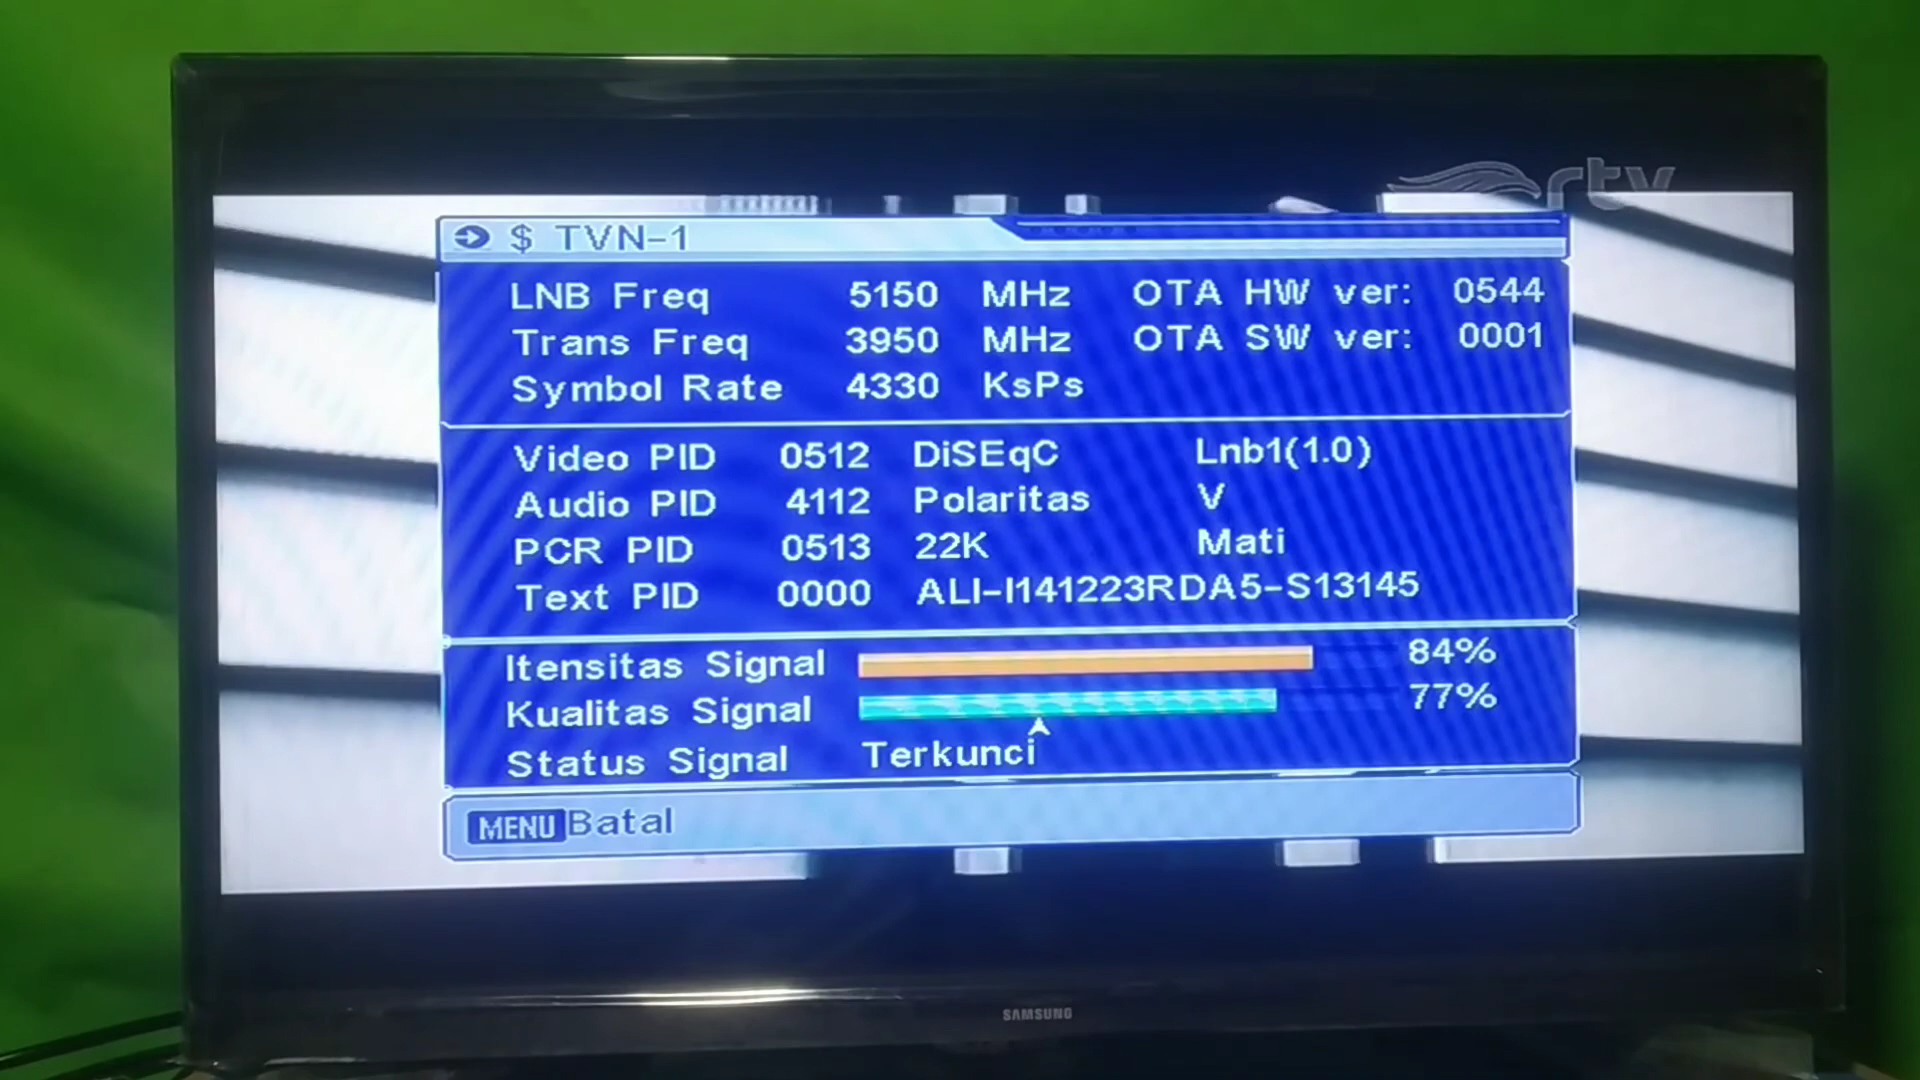 rtv
$ TVN-1
LNB Freq 5150 MHz OTA HW ver: 0544
Trans Freq 3950 MHz OTA SW ver: 0001
Symbol Rate 4330 KsPs
Video PID 0512 DiSEqC Lnb1(1.0)
Audio PID 4112 Polaritas V
PCR PID 0513 22K Mati
Text PID 0000 ALI-I141223RDA5-S13145
Itensitas Signal 84%
Kualitas Signal 77%
Status Signal Terkunci
MENU Batal
SAMSUNG